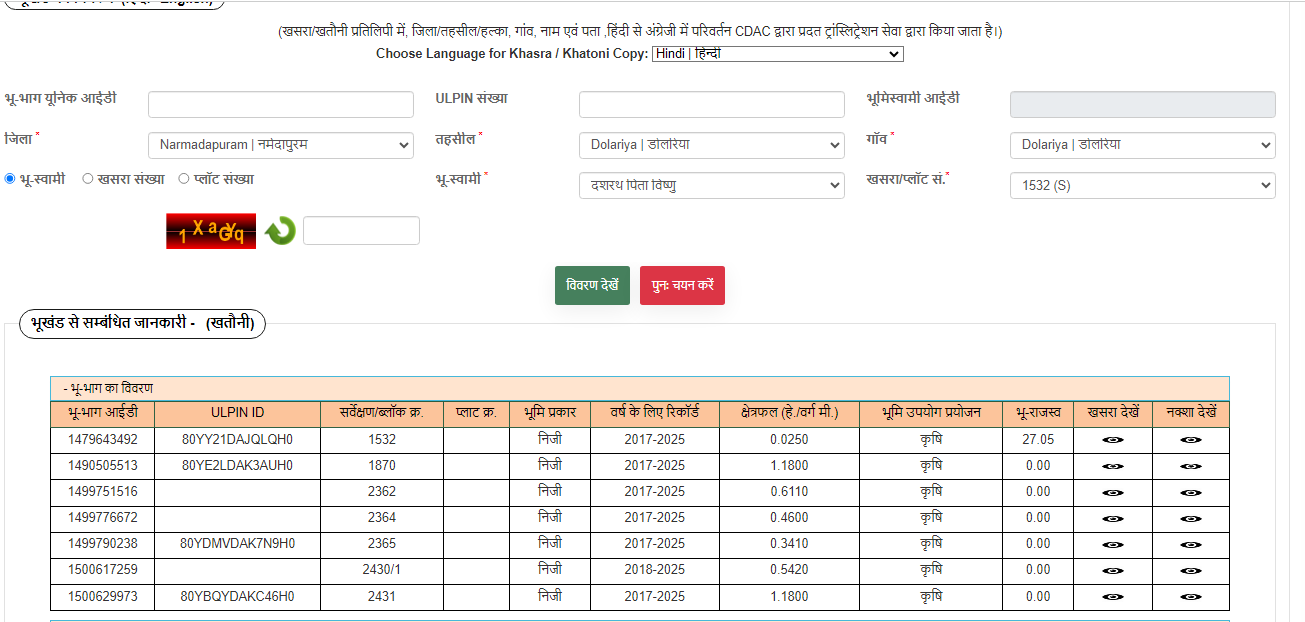 (खसरा/खतौनी प्रतिलिपी में, जिला/तहसील/हल्का, गांव, नाम एवं पता ,हिंदी से अंग्रेजी में परिवर्तन CDAC द्वारा प्रदत ट्रांस्लिट्रेशन सेवा द्वारा किया जाता है।)
Choose Language for Khasra / Khatoni Copy: Hindi | हिन्दी
भू-भाग यूनिक आईडी ULPIN संख्या भूमिस्वामी आईडी
जिला * Narmadapuram | नर्मदापुरम तहसील * Dolariya | डोलरिया गाँव * Dolariya | डोलरिया
भू-स्वामी खसरा संख्या प्लॉट संख्या भू-स्वामी * दशरथ पिता विष्णु खसरा/प्लॉट सं.* 1532 (S)
1XaGYq
विवरण देखें पुनः चयन करें
भूखंड से सम्बंधित जानकारी - (खतौनी)
- भू-भाग का विवरण
भू-भाग आईडी ULPIN ID सर्वेक्षण/ब्लॉक क्र. प्लाट क्र. भूमि प्रकार वर्ष के लिए रिकॉर्ड क्षेत्रफल (हे./वर्ग मी.) भूमि उपयोग प्रयोजन भू-राजस्व खसरा देखें नक्शा देखें
1479643492 80YY21DAJQLQH0 1532 निजी 2017-2025 0.0250 कृषि 27.05
1490505513 80YE2LDAK3AUH0 1870 निजी 2017-2025 1.1800 कृषि 0.00
1499751516 2362 निजी 2017-2025 0.6110 कृषि 0.00
1499776672 2364 निजी 2017-2025 0.4600 कृषि 0.00
1499790238 80YDMVDAK7N9H0 2365 निजी 2017-2025 0.3410 कृषि 0.00
1500617259 2430/1 निजी 2018-2025 0.5420 कृषि 0.00
1500629973 80YBQYDAKC46H0 2431 निजी 2017-2025 1.1800 कृषि 0.00